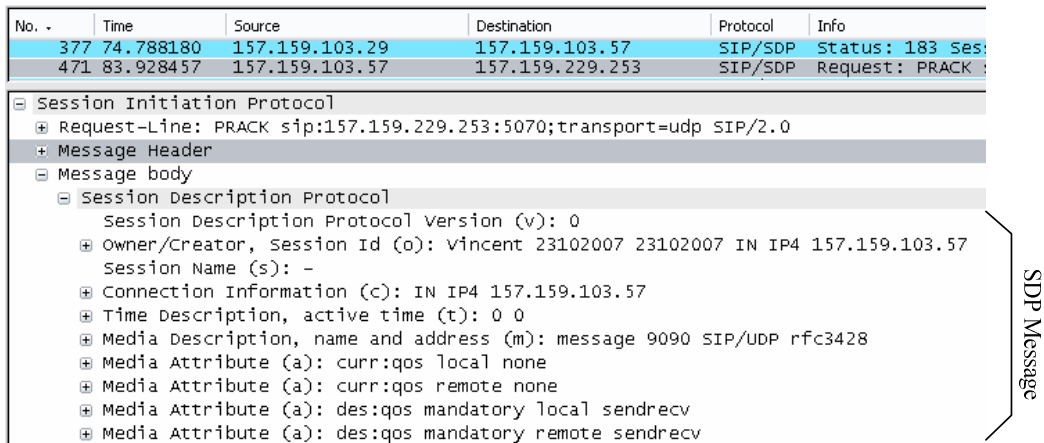 No. Time Source Destination Protocol Info
377 74.788180 157.159.103.29 157.159.103.57 SIP/SDP Status: 183 Ses
471 83.928457 157.159.103.57 157.159.229.253 SIP/SDP Request: PRACK
Session Initiation Protocol
Request-Line: PRACK sip:157.159.229.253:5070;transport=udp SIP/2.0
Message Header
Message body
Session Description Protocol
Session Description Protocol Version (v): 0
Owner/Creator, Session Id (o): Vincent 23102007 23102007 IN IP4 157.159.103.57
Session Name (s): -
Connection Information (c): IN IP4 157.159.103.57
Time Description, active time (t): 0 0
Media Description, name and address (m): message 9090 SIP/UDP rfc3428
Media Attribute (a): curr:qos local none
Media Attribute (a): curr:qos remote none
Media Attribute (a): des:qos mandatory local sendrecv
Media Attribute (a): des:qos mandatory remote sendrecv
SDP Message